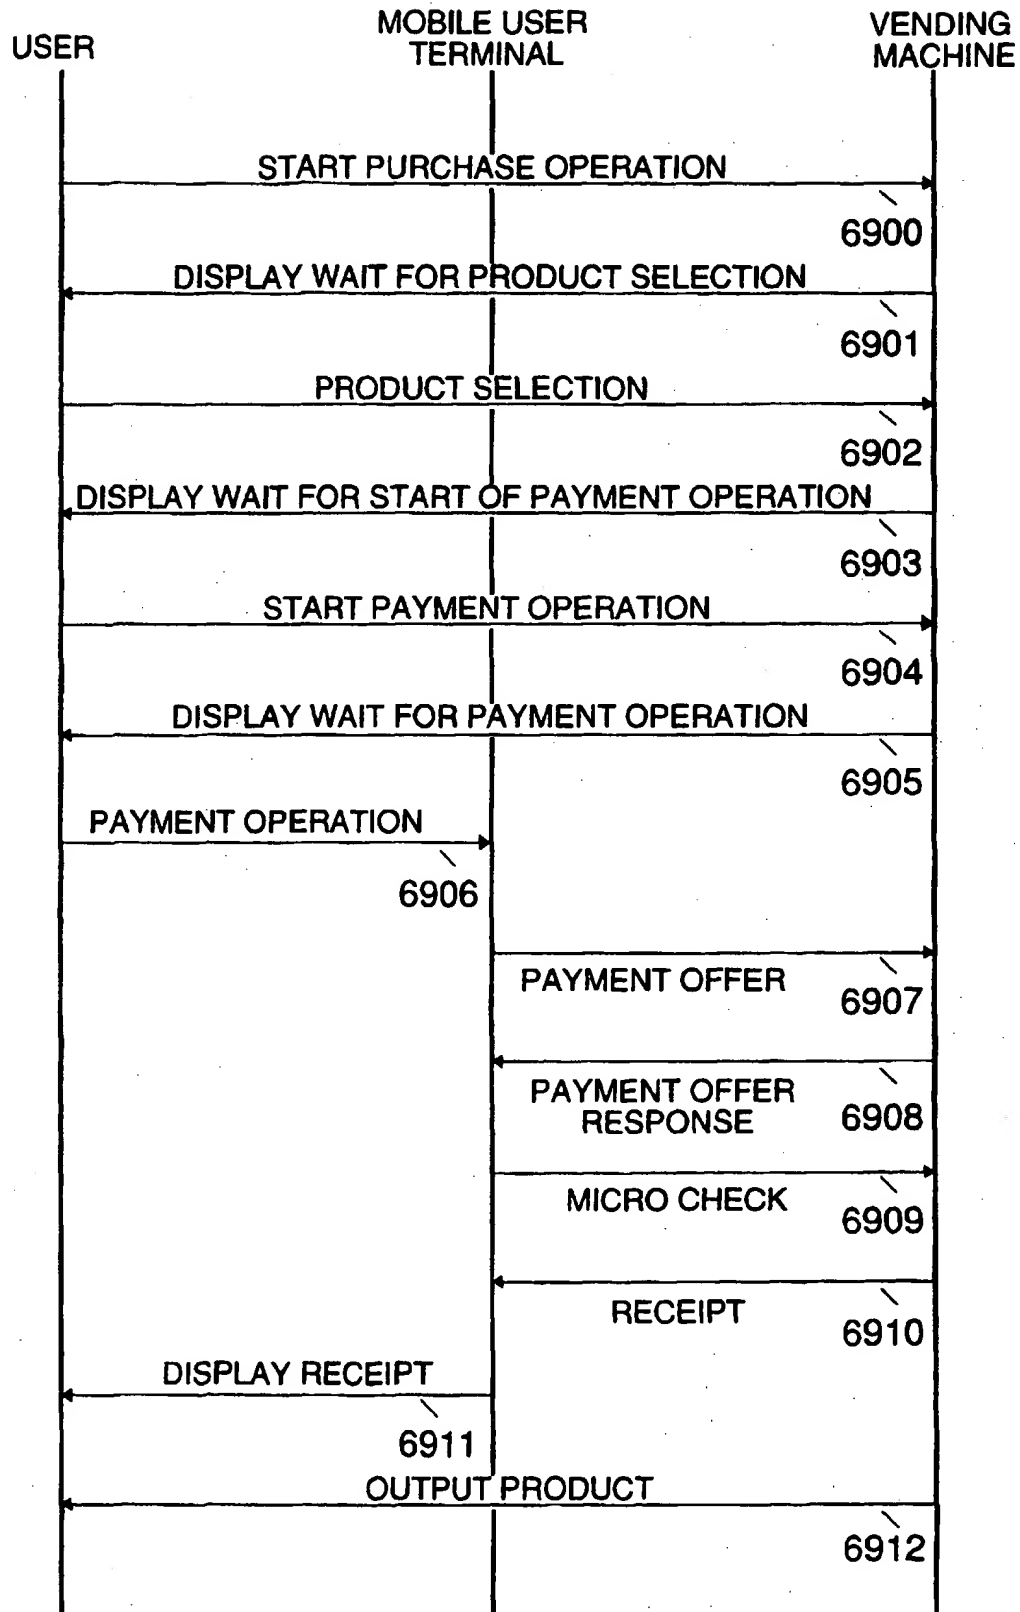 USER
MOBILE USER
TERMINAL
VENDING
MACHINE
START PURCHASE OPERATION
6900
DISPLAY WAIT FOR PRODUCT SELECTION
6901
PRODUCT SELECTION
6902
DISPLAY WAIT FOR START OF PAYMENT OPERATION
6903
START PAYMENT OPERATION
6904
DISPLAY WAIT FOR PAYMENT OPERATION
6905
PAYMENT OPERATION
6906
PAYMENT OFFER
6907
PAYMENT OFFER
RESPONSE
6908
MICRO CHECK
6909
RECEIPT
6910
DISPLAY RECEIPT
6911
OUTPUT PRODUCT
6912